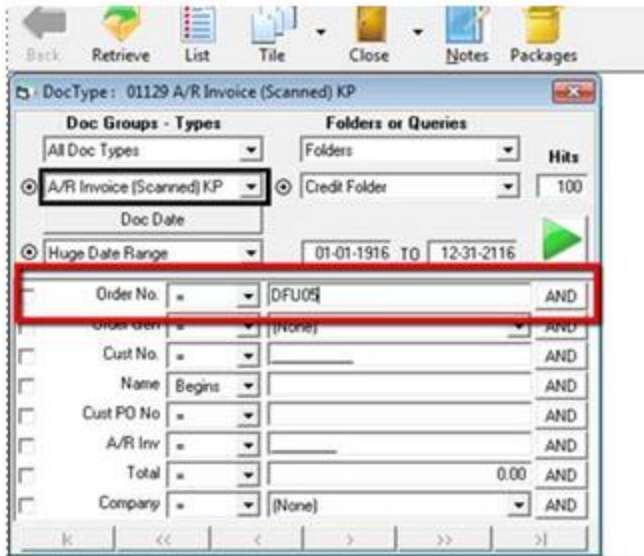 Back Retrieve List Tile Close Notes Packages
DocType : 01129 A/R Invoice (Scanned) KP
Doc Groups - Types Folders or Queries
All Doc Types Folders Hits
A/R Invoice (Scanned) KP Credit Folder 100
Doc Date
Huge Date Range 01-01-1916 TO 12-31-2116
Order No. = DFU05 AND
Order Gen = (None) AND
Cust No. = AND
Name Begins AND
Cust PO No = AND
A/R Inv = AND
Total = 0.00 AND
Company = (None) AND
|< << < > >> >|